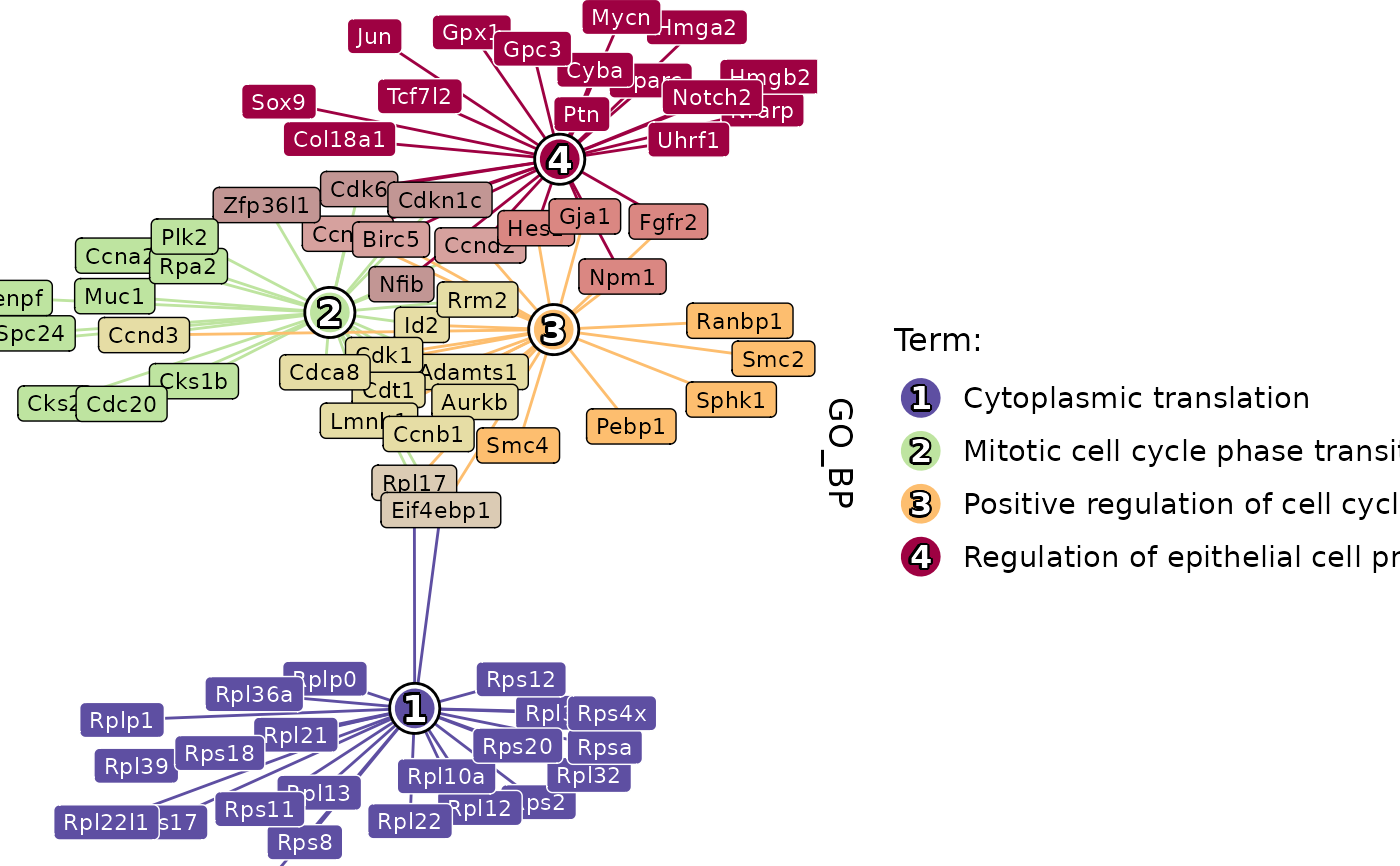 Mycn
Hmga2
Jun
Gpx1
Gpc3
Cyba
Hmgb2
Tcf7l2
Notch2
Sox9
Ptn
Col18a1
Uhrf1
4
Cdk6
Cdkn1c
Zfp36l1
Gja1
Fgfr2
Plk2
Birc5
Ccnd2
Ccna2
Rpa2
Npm1
Nfib
Muc1
Rrm2
2
3
Id2
Ranbp1
Spc24
Ccnd3
Cdk1
Smc2
Cdca8
Adamts1
Cks1b
Cdt1
Sphk1
Cks2
Cdc20
Aurkb
Ccnb1
Pebp1
Smc4
Rpl17
Eif4ebp1
GO_BP
Term:
1 Cytoplasmic translation
2 Mitotic cell cycle phase
3 Positive regulation of cell
4 Regulation of epithelial cell
Rplp0
Rps12
Rpl36a
1
Rplp1
Rps4x
Rpl21
Rps18
Rps20
Rpsa
Rpl39
Rpl10a
Rpl32
Rpl13
Rps11
Rpl12
Rpl22l1
Rpl22
Rps8